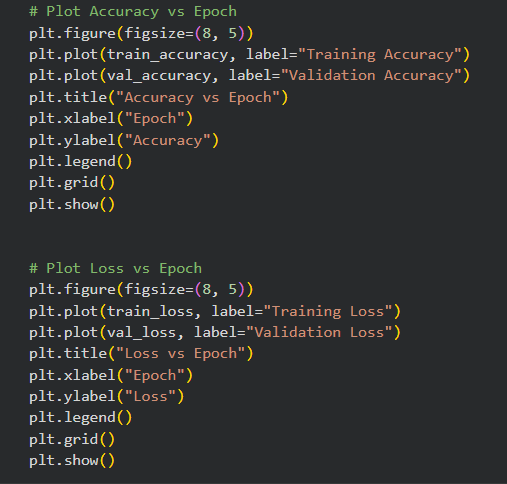 # Plot Accuracy vs Epoch
plt.figure(figsize=(8, 5))
plt.plot(train_accuracy, label="Training Accuracy")
plt.plot(val_accuracy, label="Validation Accuracy")
plt.title("Accuracy vs Epoch")
plt.xlabel("Epoch")
plt.ylabel("Accuracy")
plt.legend()
plt.grid()
plt.show()
# Plot Loss vs Epoch
plt.figure(figsize=(8, 5))
plt.plot(train_loss, label="Training Loss")
plt.plot(val_loss, label="Validation Loss")
plt.title("Loss vs Epoch")
plt.xlabel("Epoch")
plt.ylabel("Loss")
plt.legend()
plt.grid()
plt.show()